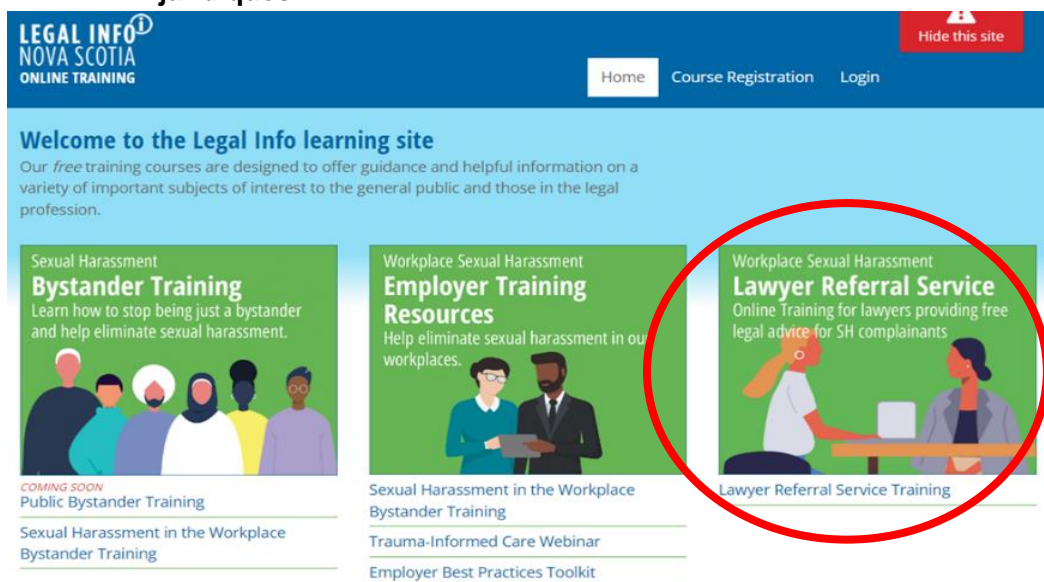 LEGAL INFO
NOVA SCOTIA
ONLINE TRAINING
Hide this site
Home Course Registration Login
Welcome to the Legal Info learning site
Our free training courses are designed to offer guidance and helpful information on a
variety of important subjects of interest to the general public and those in the legal
profession.
Sexual Harassment
Bystander Training
Learn how to stop being just a bystander
and help eliminate sexual harassment.
COMING SOON
Public Bystander Training
Sexual Harassment in the Workplace
Bystander Training
Workplace Sexual Harassment
Employer Training
Resources
Help eliminate sexual harassment in our
workplaces.
Sexual Harassment in the Workplace
Bystander Training
Trauma-Informed Care Webinar
Employer Best Practices Toolkit
Workplace Sexual Harassment
Lawyer Referral Service
Online Training for lawyers providing free
legal advice for SH complainants
Lawyer Referral Service Training